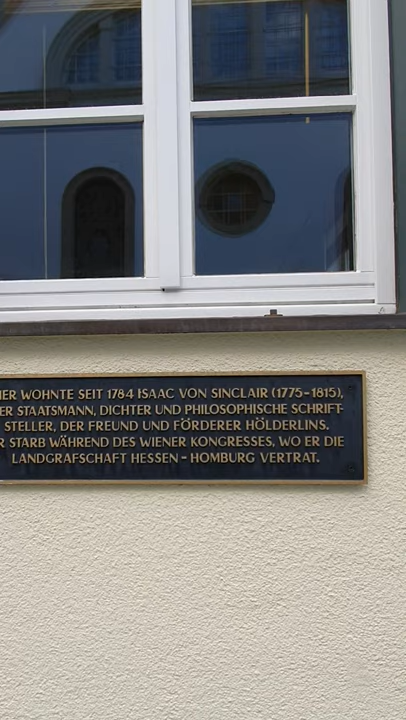 IER WOHNTE SEIT 1784 ISAAC VON SINCLAIR (1775-1815),
ER STAATSMANN, DICHTER UND PHILOSOPHISCHE SCHRIFT-
STELLER, DER FREUND UND FÖRDERER HÖLDERLINS.
R STARB WÄHREND DES WIENER KONGRESSES, WO ER DIE
LANDGRAFSCHAFT HESSEN-HOMBURG VERTRAT.